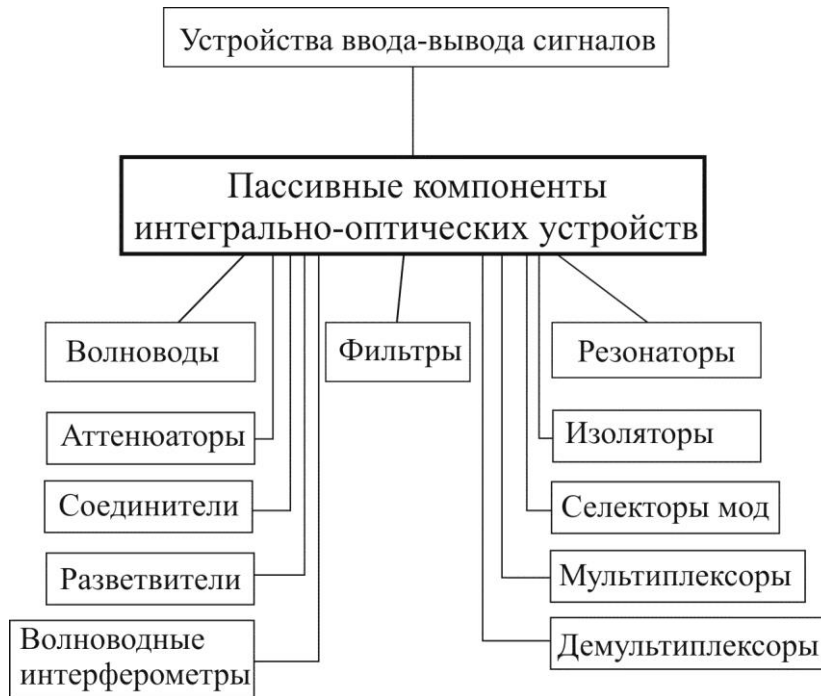 Устройства ввода-вывода сигналов
Пассивные компоненты
интегрально-оптических устройств
Волноводы
Фильтры
Резонаторы
Аттенюаторы
Изоляторы
Соединители
Селекторы мод
Разветвители
Мультиплексоры
Волноводные
интерферометры
Демультиплексоры